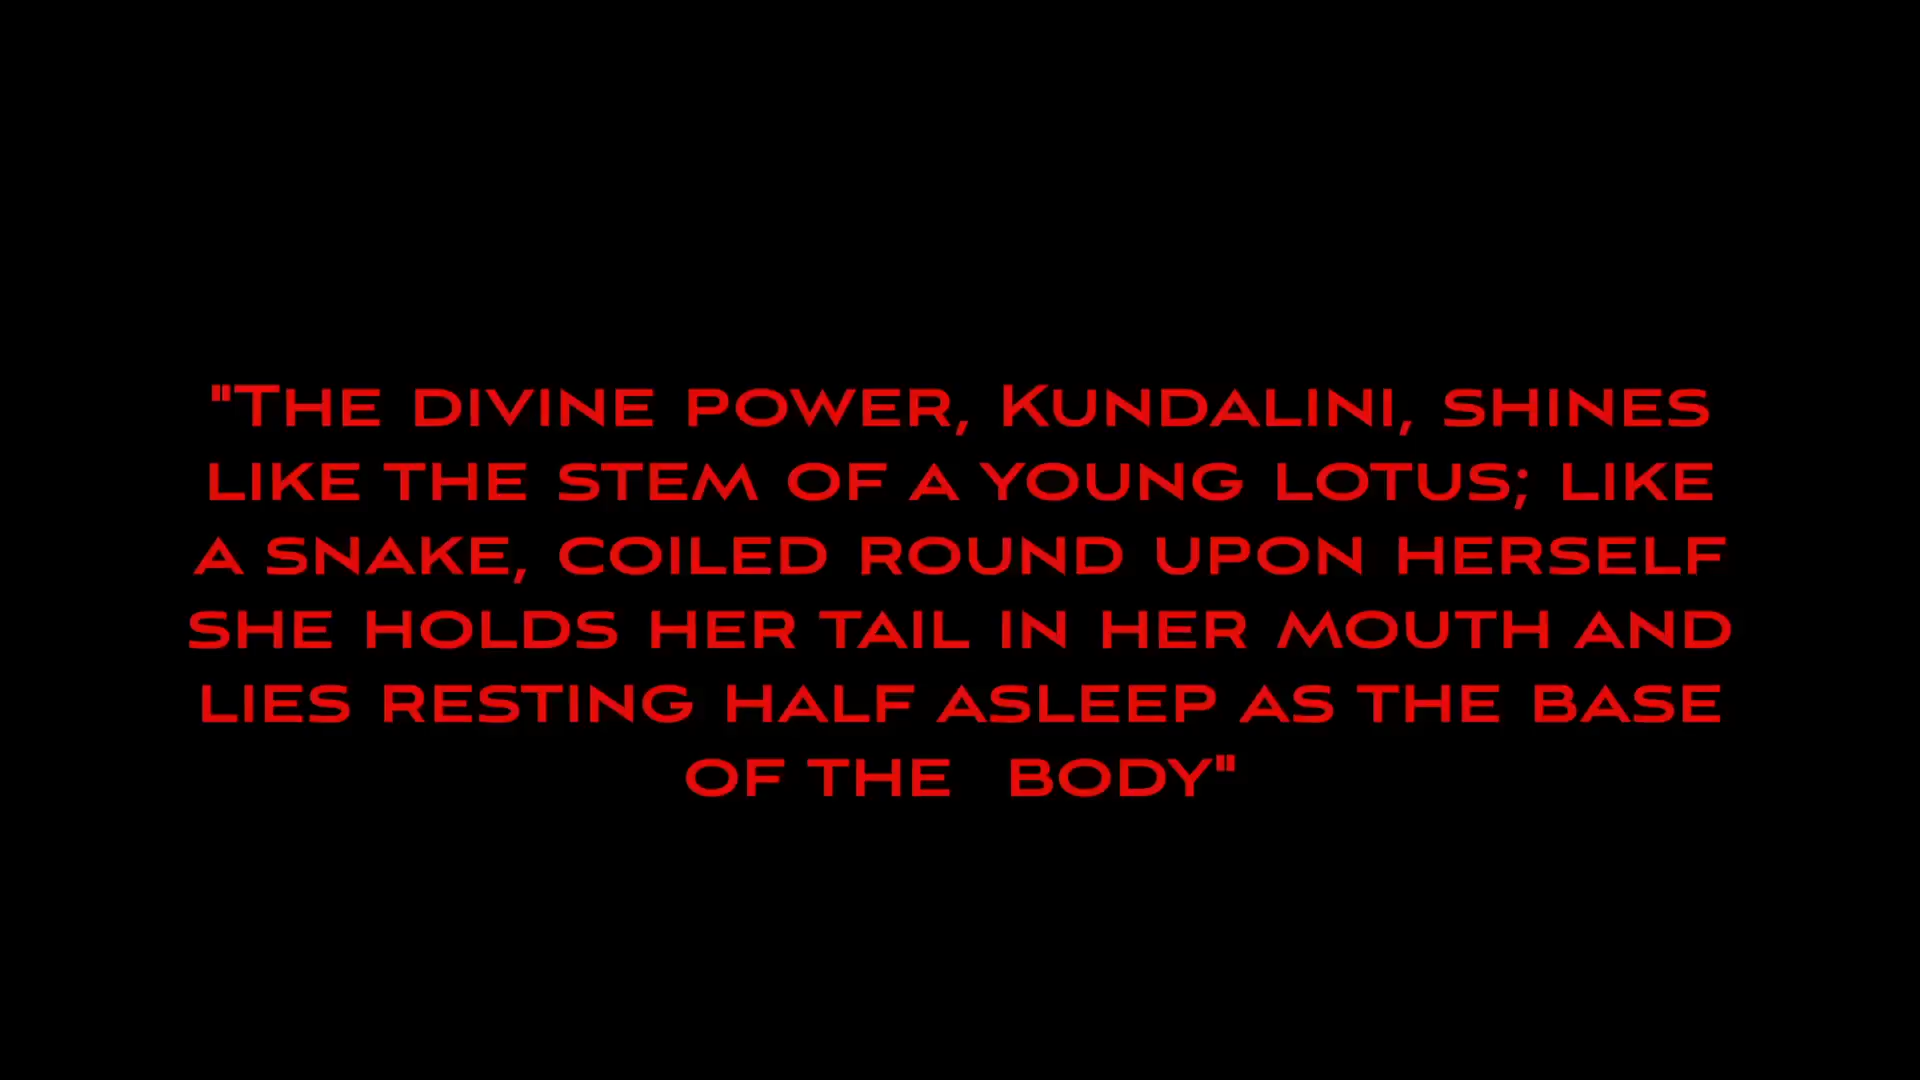 "The divine power, Kundalini, shines
like the stem of a young lotus; like
a snake, coiled round upon herself
she holds her tail in her mouth and
lies resting half asleep as the base
of the  body"